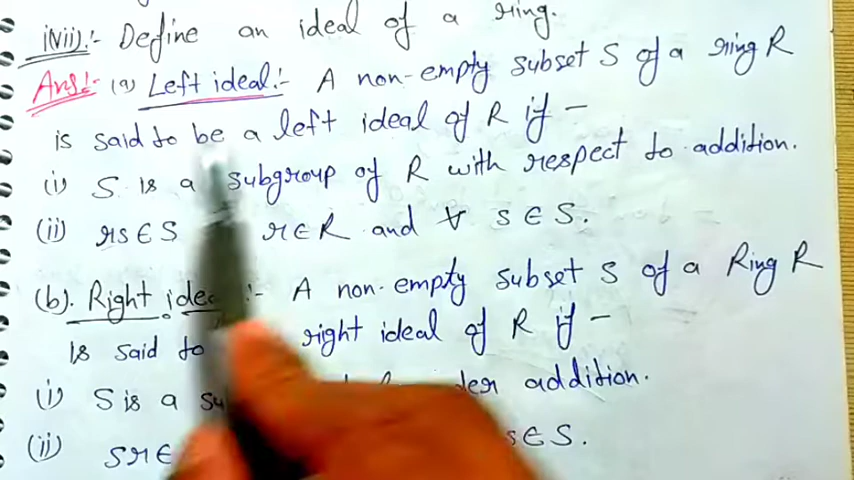 (vii):- Define an ideal of a ring.
Ans:- (a) Left ideal:- A non-empty subset S of a ring R
is said to be a left ideal of R if -
(i) S is a subgroup of R with respect to addition.
(ii) rs ∈ S r ∈ R and ∀ s ∈ S.
(b). Right :- A non-empty subset S of a Ring R
Is said to right ideal of R if -
(i) S is a addition.
(ii) sr ∈ s ∈ S.